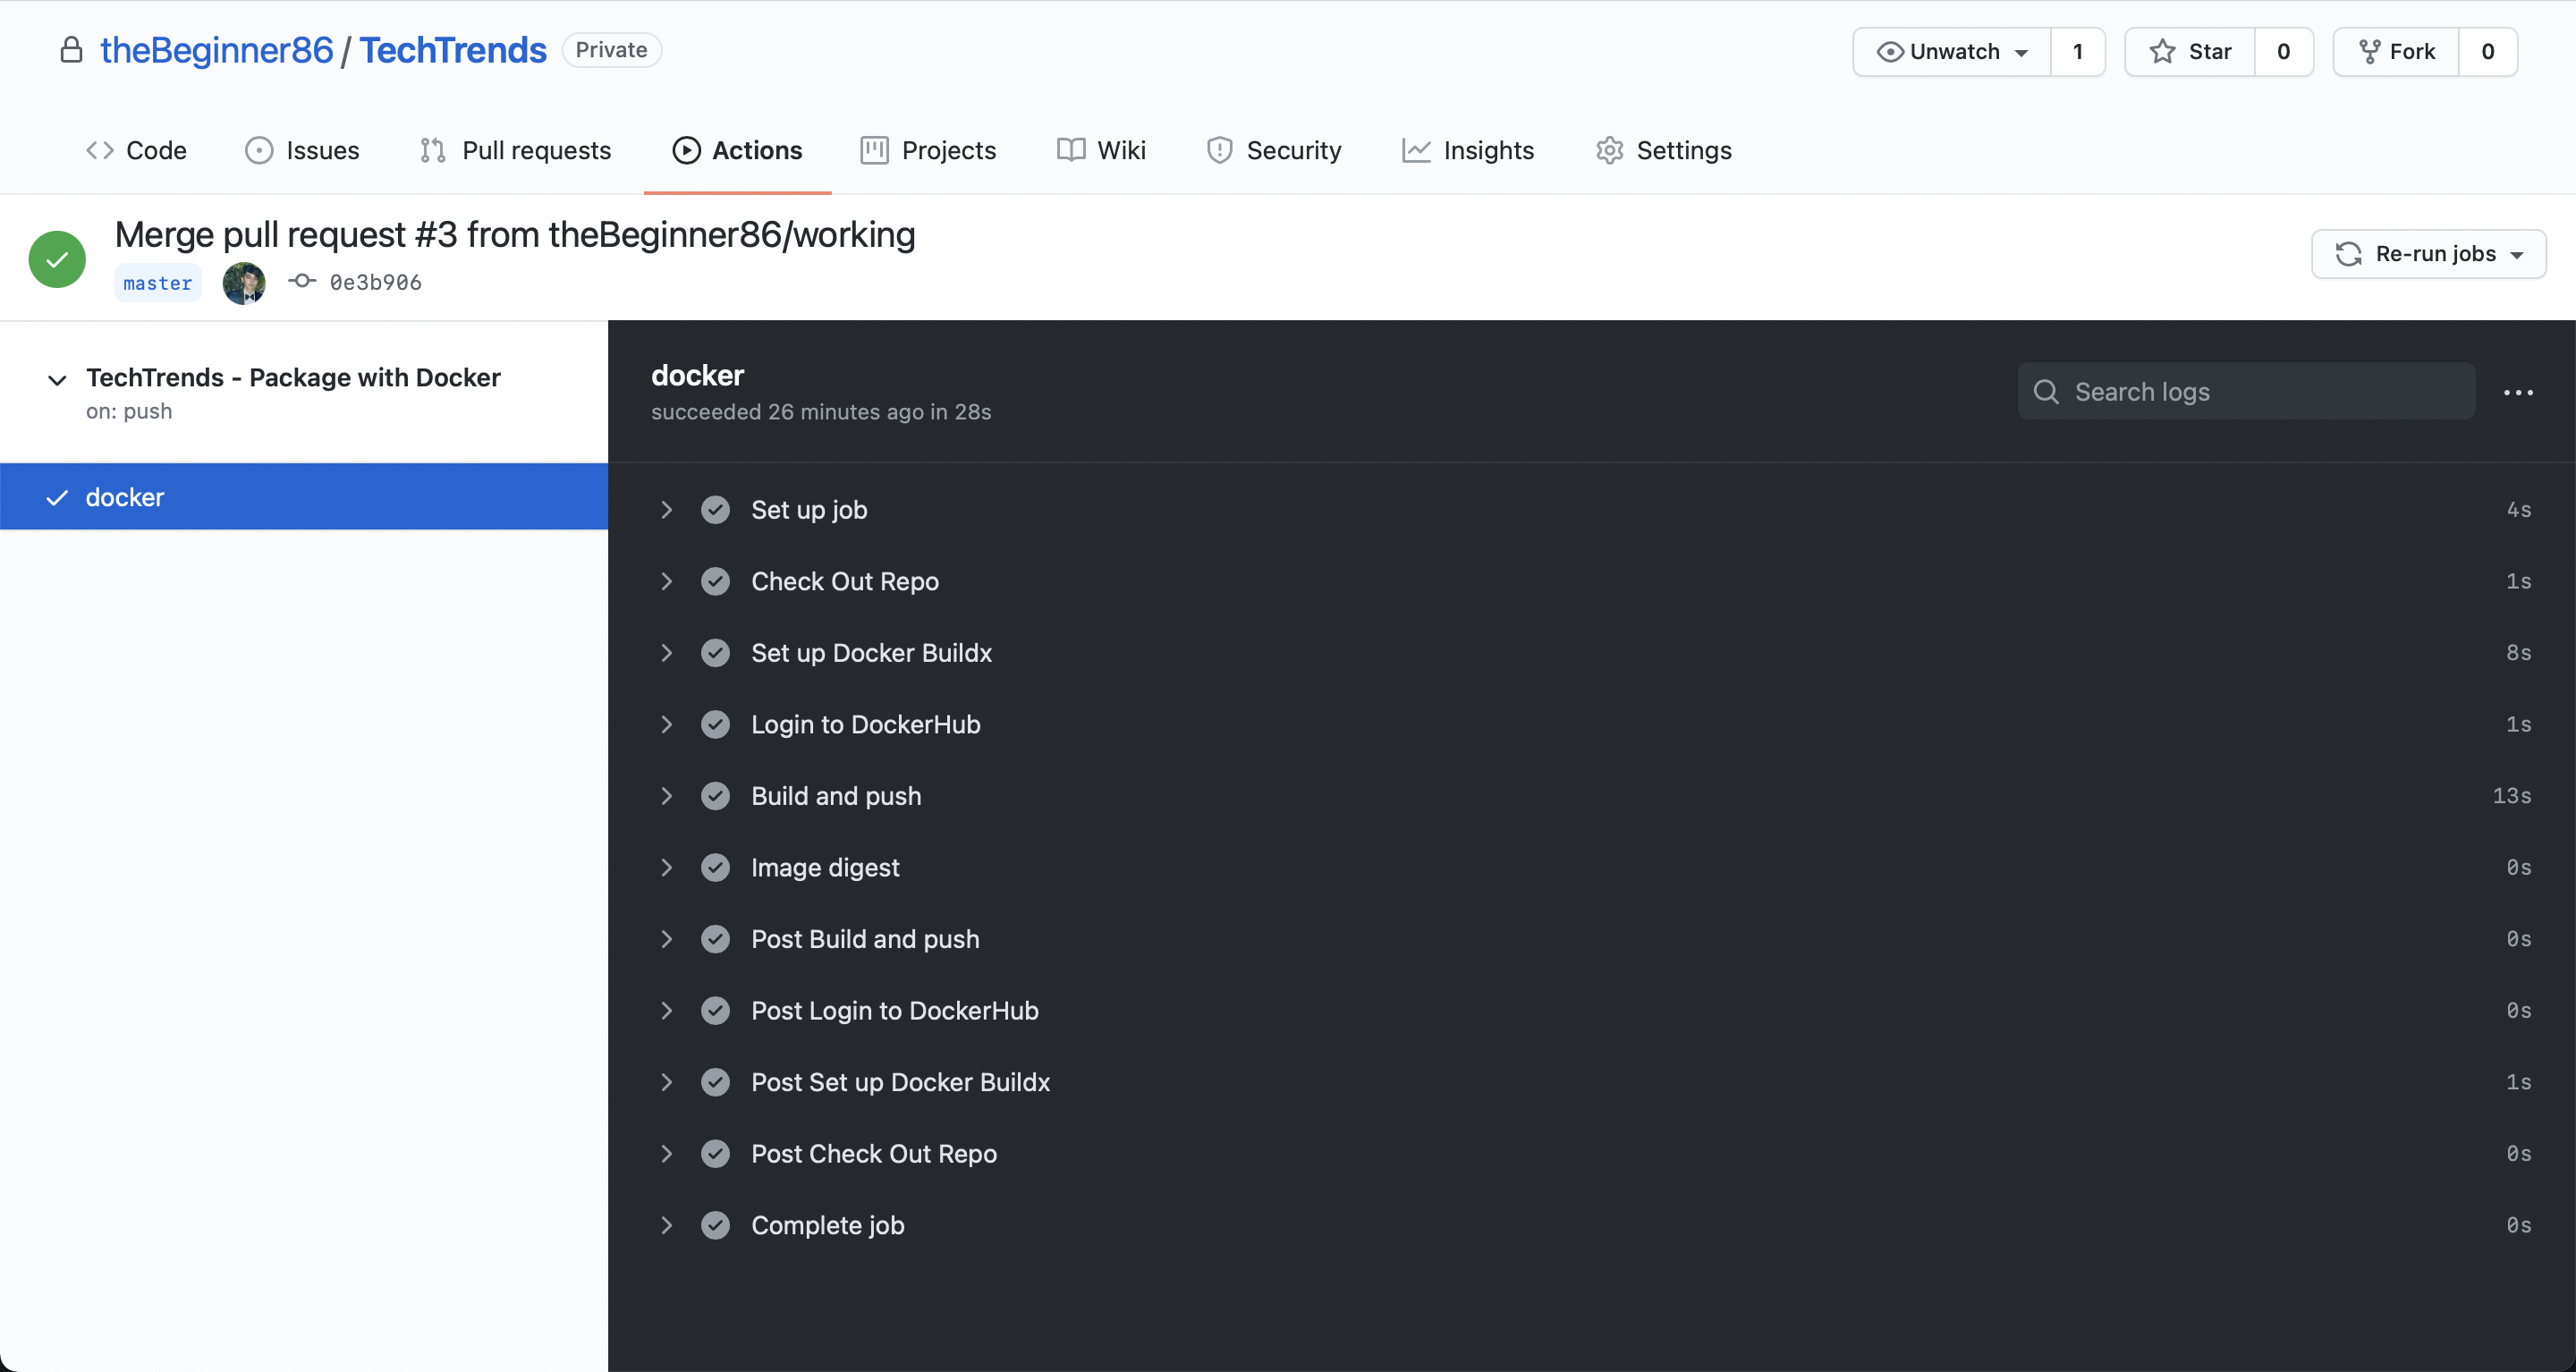 theBeginner86 / TechTrends Private
Unwatch 1 Star 0 Fork 0
Code Issues Pull requests Actions Projects Wiki Security Insights Settings
Merge pull request #3 from theBeginner86/working
master 0e3b906
Re-run jobs
TechTrends - Package with Docker
on: push
docker
docker
succeeded 26 minutes ago in 28s
Search logs
Set up job 4s
Check Out Repo 1s
Set up Docker Buildx 8s
Login to DockerHub 1s
Build and push 13s
Image digest 0s
Post Build and push 0s
Post Login to DockerHub 0s
Post Set up Docker Buildx 1s
Post Check Out Repo 0s
Complete job 0s